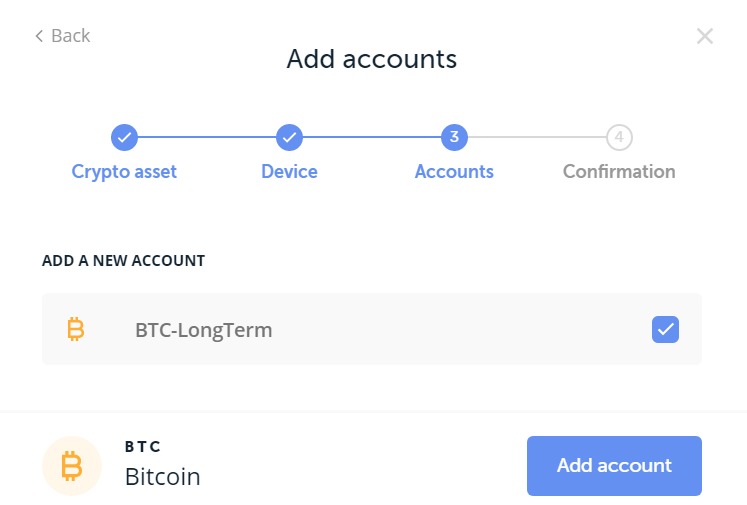 Back
Add accounts
3
4
Crypto asset
Device
Accounts
Confirmation
ADD A NEW ACCOUNT
BTC-LongTerm
BTC
Bitcoin
Add account